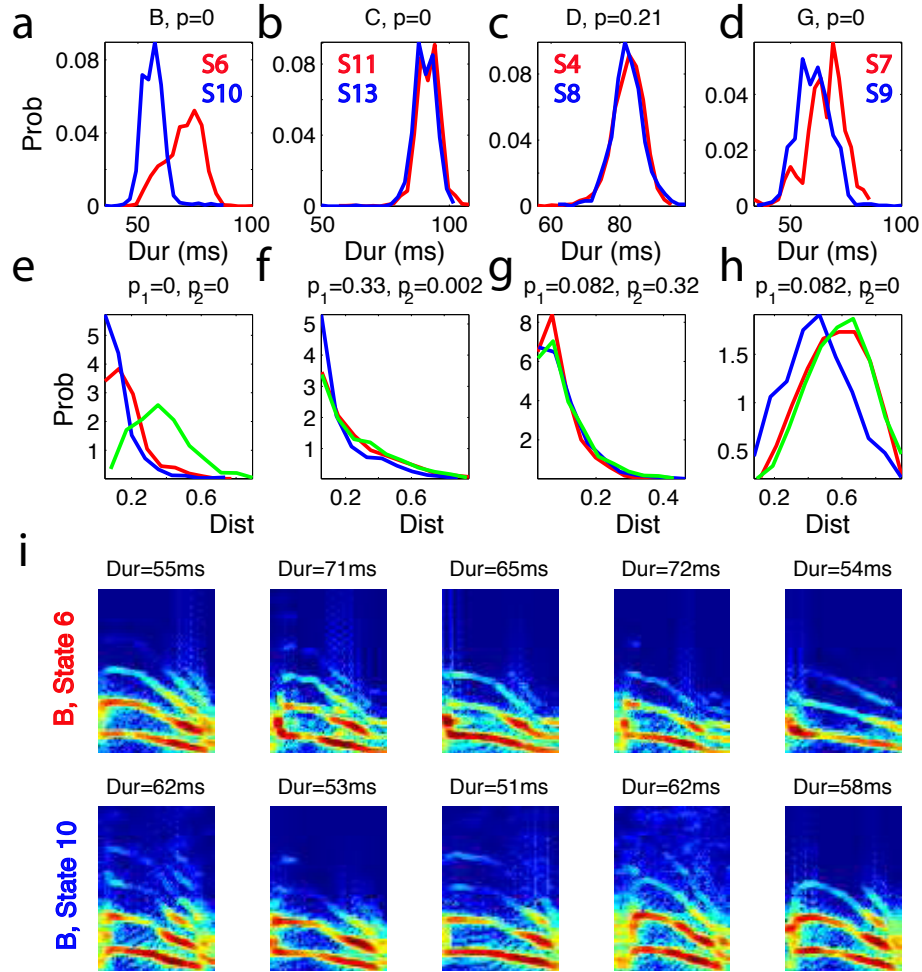 a B, p=0
b C, p=0
c D, p=0.21
d G, p=0
Prob
0.08
0.04
0
S6
S10
50 100
Dur (ms)
0.08
0.04
0
S11
S13
50 100
Dur (ms)
0.08
0.04
0
S4
S8
60 80
Dur (ms)
0.04
0.02
0
S7
S9
50 100
Dur (ms)
e p1=0, p2=0
f p1=0.33, p2=0.002
g p1=0.082, p2=0.32
h p1=0.082, p2=0
Prob
5
4
3
2
1
0.2 0.6
Dist
5
4
3
2
1
0.2 0.6
Dist
8
6
4
2
0.2 0.4
Dist
1.5
1
0.5
0.2 0.6
Dist
i
B, State 6
Dur=55ms Dur=71ms Dur=65ms Dur=72ms Dur=54ms
B, State 10
Dur=62ms Dur=53ms Dur=51ms Dur=62ms Dur=58ms